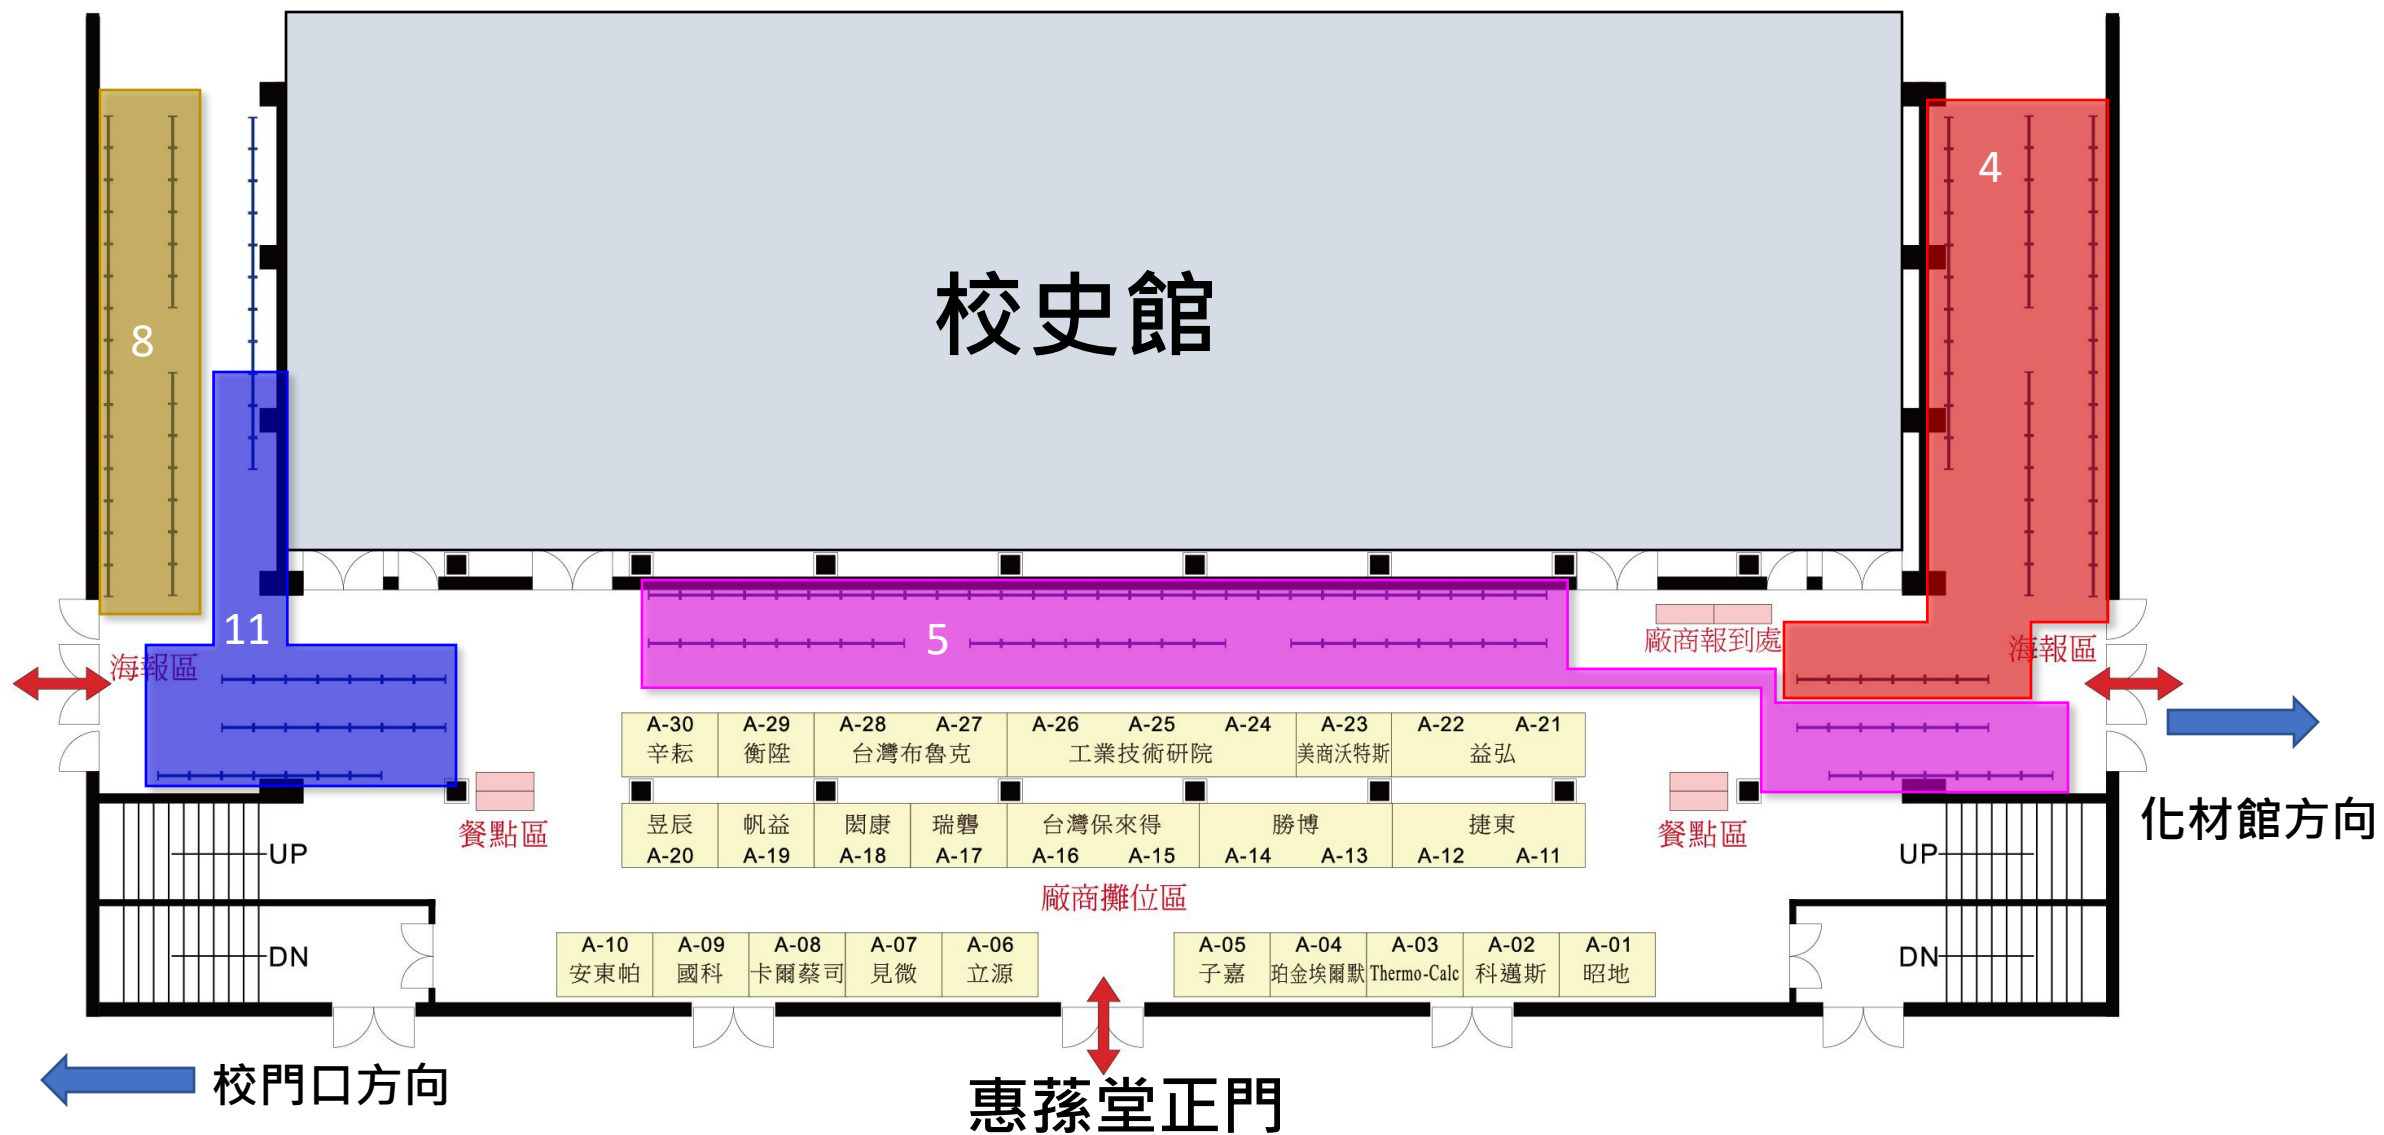 校史館
4
8
11
5
廠商報到處
海報區
海報區
A-30 A-29 A-28 A-27 A-26 A-25 A-24 A-23 A-22 A-21
辛耘 衡陞 台灣布魯克 工業技術研院 美商沃特斯 益弘
餐點區
餐点區
昱辰 帆益 閎康 瑞礱 台灣保來得 勝博 捷東
A-20 A-19 A-18 A-17 A-16 A-15 A-14 A-13 A-12 A-11
化材館方向
UP
UP
廠商攤位區
A-10 A-09 A-08 A-07 A-06 A-05 A-04 A-03 A-02 A-01
安東帕 國科 卡爾蔡司 見微 立源 子嘉 珀金埃爾默 Thermo-Calc 科邁斯 昭地
DN
DN
校門口方向
惠蓀堂正門